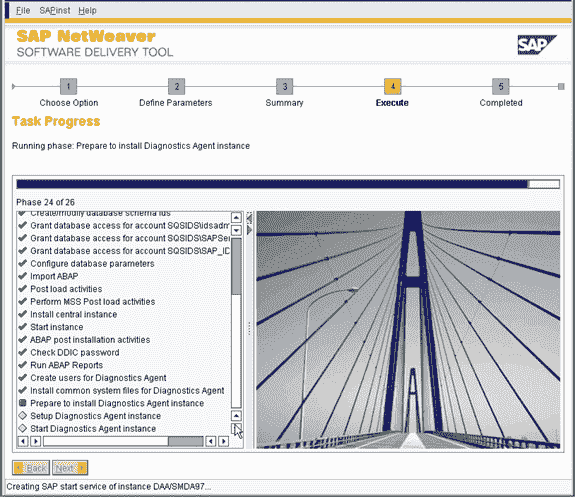 File SAPinst Help
SAP NetWeaver
SOFTWARE DELIVERY TOOL
SAP
1 2 3 4 5
Choose Option Define Parameters Summary Execute Completed
Task Progress
Running phase: Prepare to install Diagnostics Agent instance
Phase 24 of 26
Create/modify database schema ids
Grant database access for account SQSIDS\idsadm
Grant database access for account SQSIDS\SAPSer
Grant database access for account SQSIDS\SAP_ID
Configure database parameters
Import ABAP
Post load activities
Perform MSS Post load activities
Install central instance
Start instance
ABAP post installation activities
Check DDIC password
Run ABAP Reports
Create users for Diagnostics Agent
Install common system files for Diagnostics Agent
Prepare to install Diagnostics Agent instance
Setup Diagnostics Agent instance
Start Diagnostics Agent instance
Back Next
Creating SAP start service of instance DAA/SMDA97...